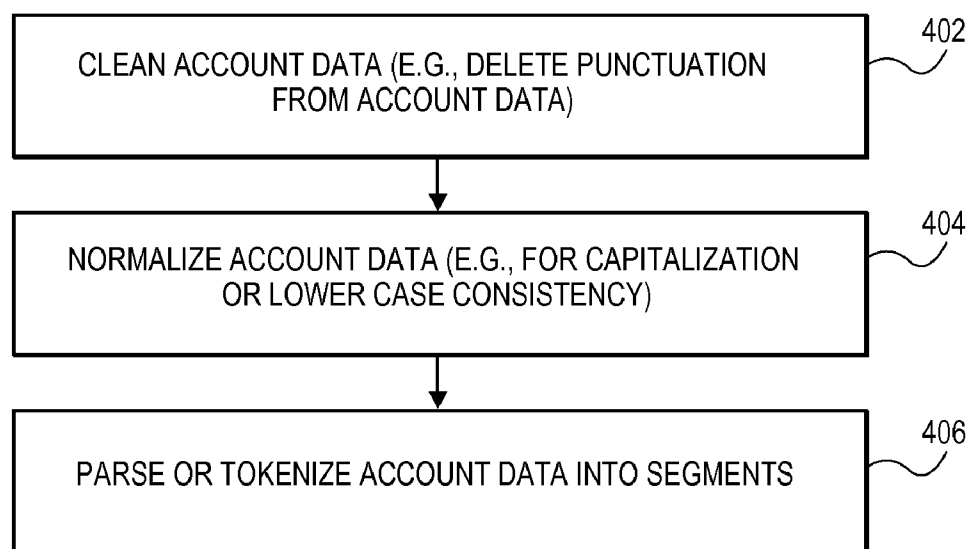 402
CLEAN ACCOUNT DATA (E.G., DELETE PUNCTUATION
FROM ACCOUNT DATA)
404
NORMALIZE ACCOUNT DATA (E.G., FOR CAPITALIZATION
OR LOWER CASE CONSISTENCY)
406
PARSE OR TOKENIZE ACCOUNT DATA INTO SEGMENTS